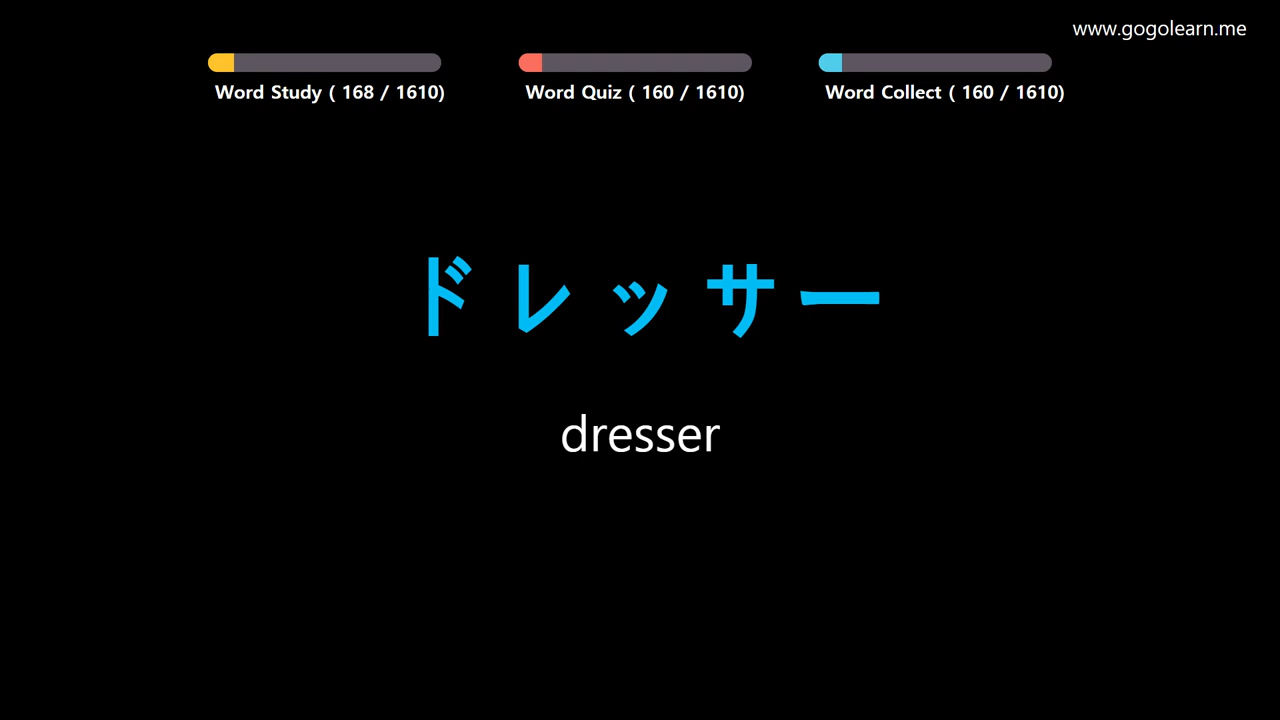 www.gogolearn.me
Word Study ( 168 / 1610)
Word Quiz ( 160 / 1610)
Word Collect ( 160 / 1610)
ドレッサー
dresser